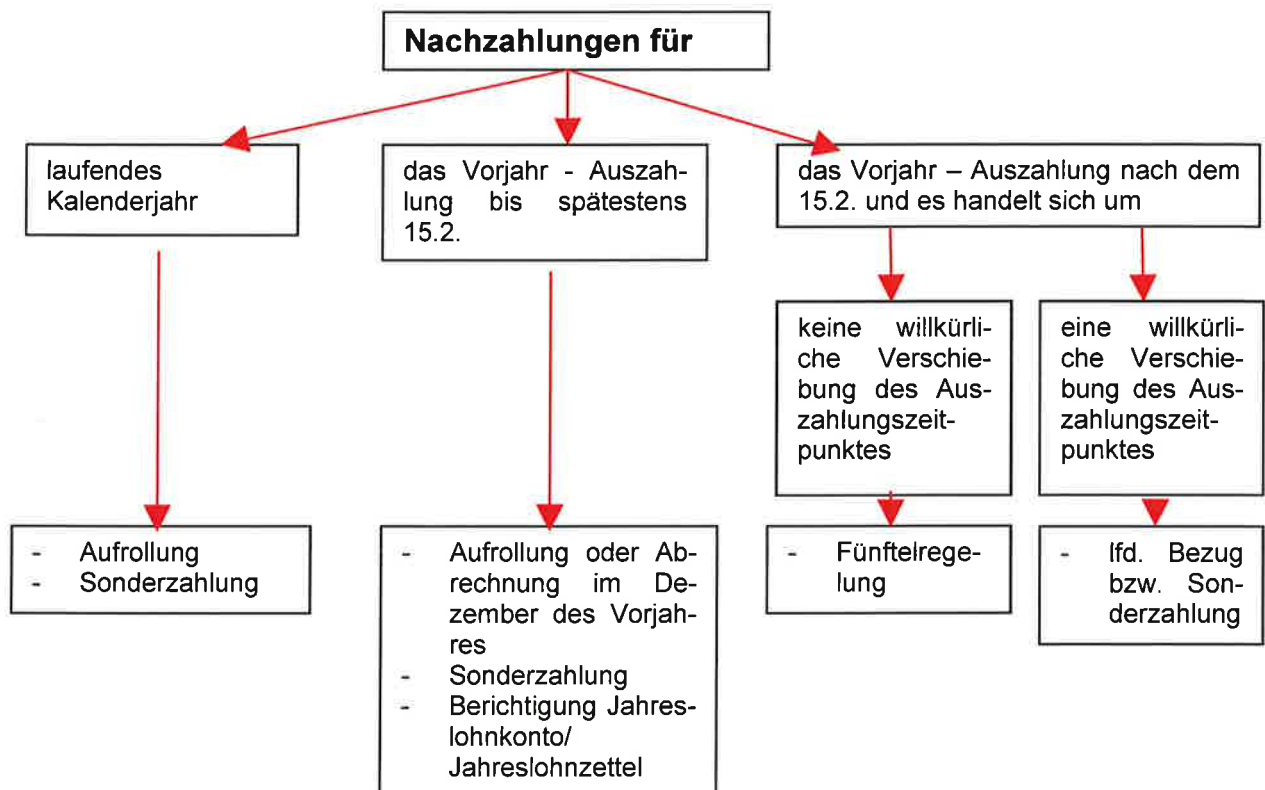 Nachzahlungen für
laufendes
Kalenderjahr
das Vorjahr - Auszah-
lung bis spätestens
15.2.
das Vorjahr – Auszahlung nach dem
15.2. und es handelt sich um
keine willkürli-
che Verschie-
bung des Aus-
zahlungszeit-
punktes
eine willkürli-
che Verschie-
bung des Aus-
zahlungszeit-
punktes
- Aufrollung
- Sonderzahlung
- Aufrollung oder Ab-
rechnung im De-
zember des Vorjah-
res
- Sonderzahlung
- Berichtigung Jahres-
lohnkonto/
Jahreslohnzettel
- Fünftelrege-
lung
- lfd. Bezug
bzw. Son-
derzahlung